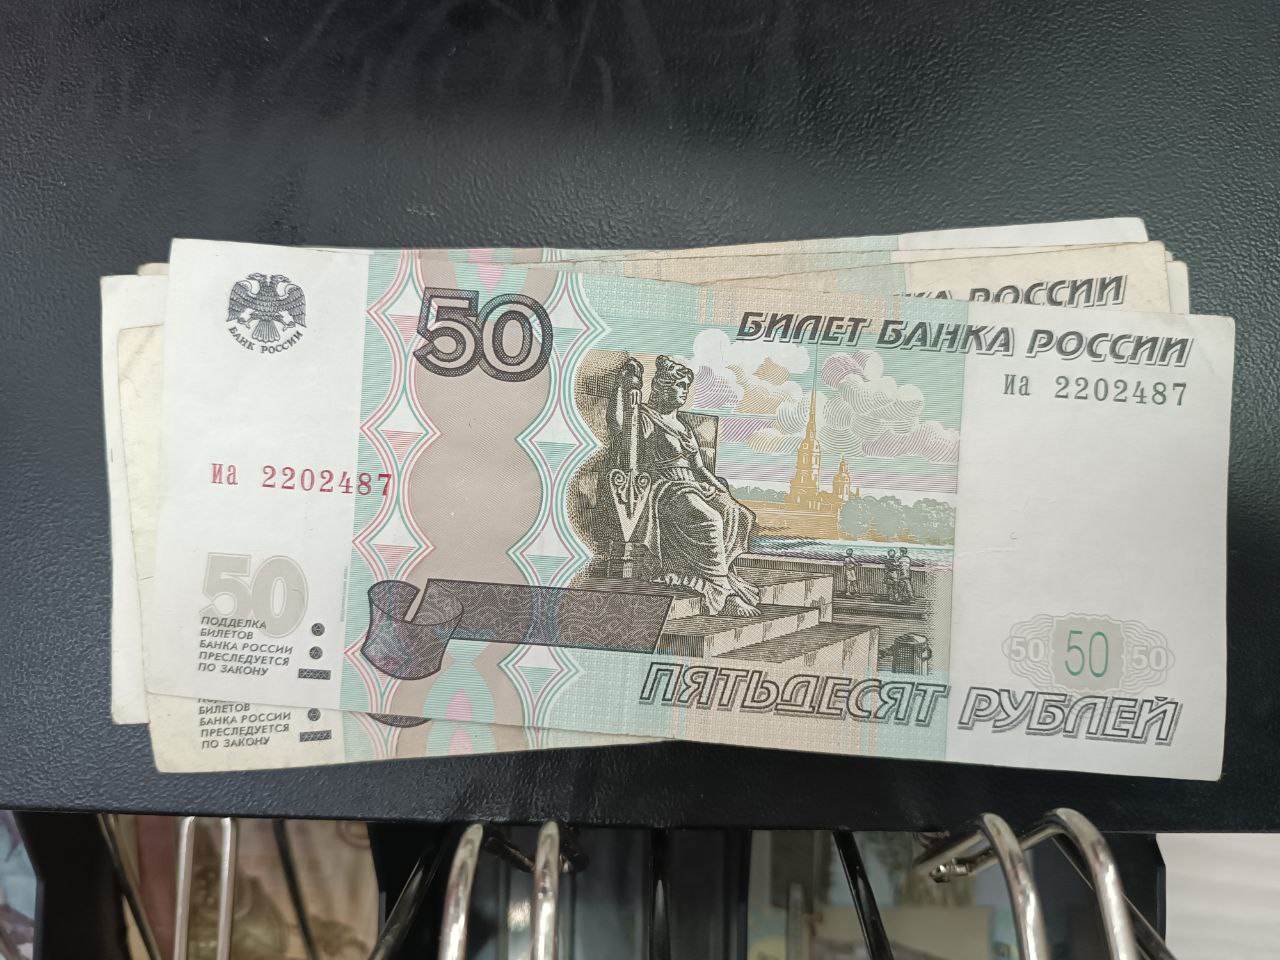 БАНК РОССИИ
50
БИЛЕТ БАНКА РОССИИ
иа 2202487
иа 2202487
50
ПОДДЕЛКА
БИЛЕТОВ
БАНКА РОССИИ
ПРЕСЛЕДУЕТСЯ
ПО ЗАКОНУ
50 50 50
ПЯТЬДЕСЯТ РУБЛЕЙ
РОССИИ
БИЛЕТОВ
БАНКА РОССИИ
ПРЕСЛЕДУЕТСЯ
ПО ЗАКОНУ